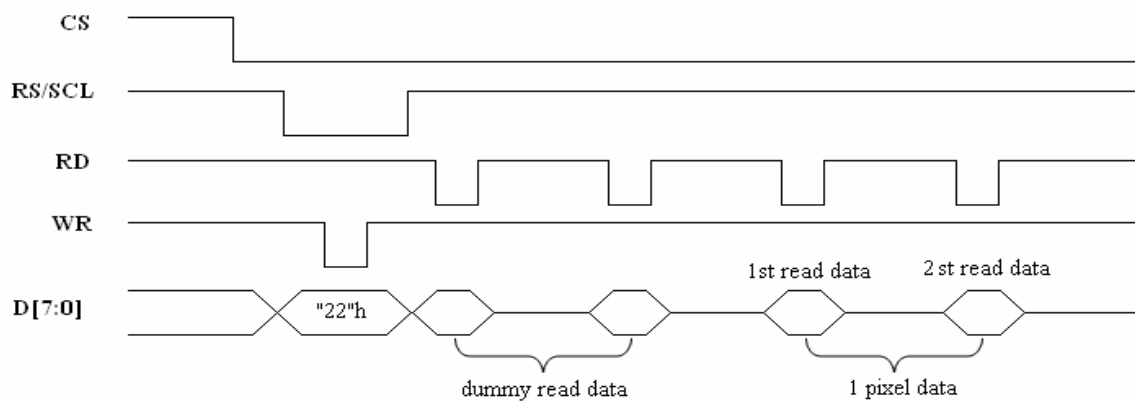 CS
RS/SCL
RD
WR
1st read data
2 st read data
D[7:0]
"22"h
dummy read data
1 pixel data